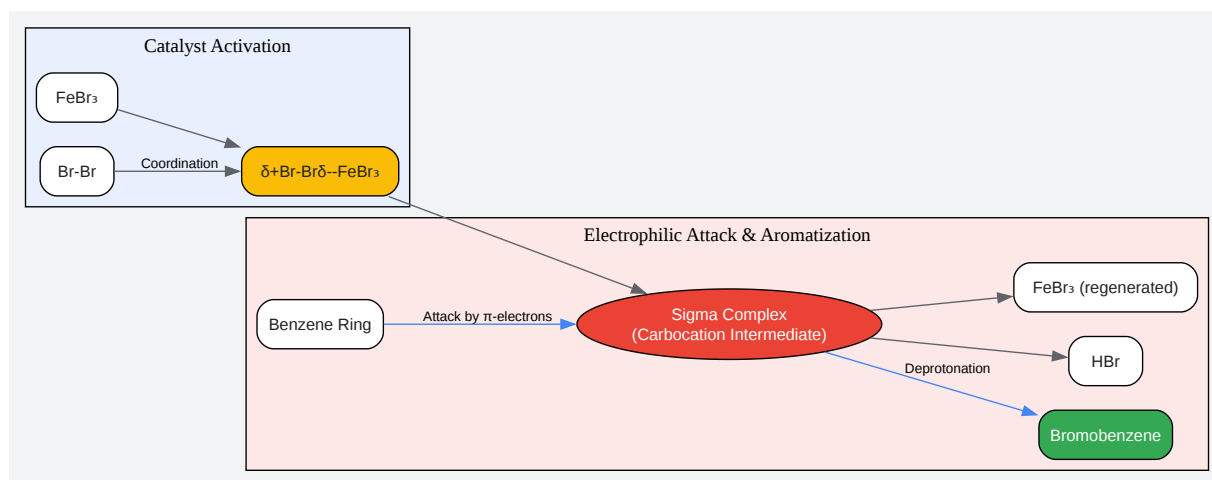 Catalyst Activation
FeBr₃
Br-Br
Coordination
δ+Br-Brδ--FeBr₃
Electrophilic Attack & Aromatization
Benzene Ring
Attack by π-electrons
Sigma Complex
(Carbocation Intermediate)
FeBr₃ (regenerated)
HBr
Deprotonation
Bromobenzene